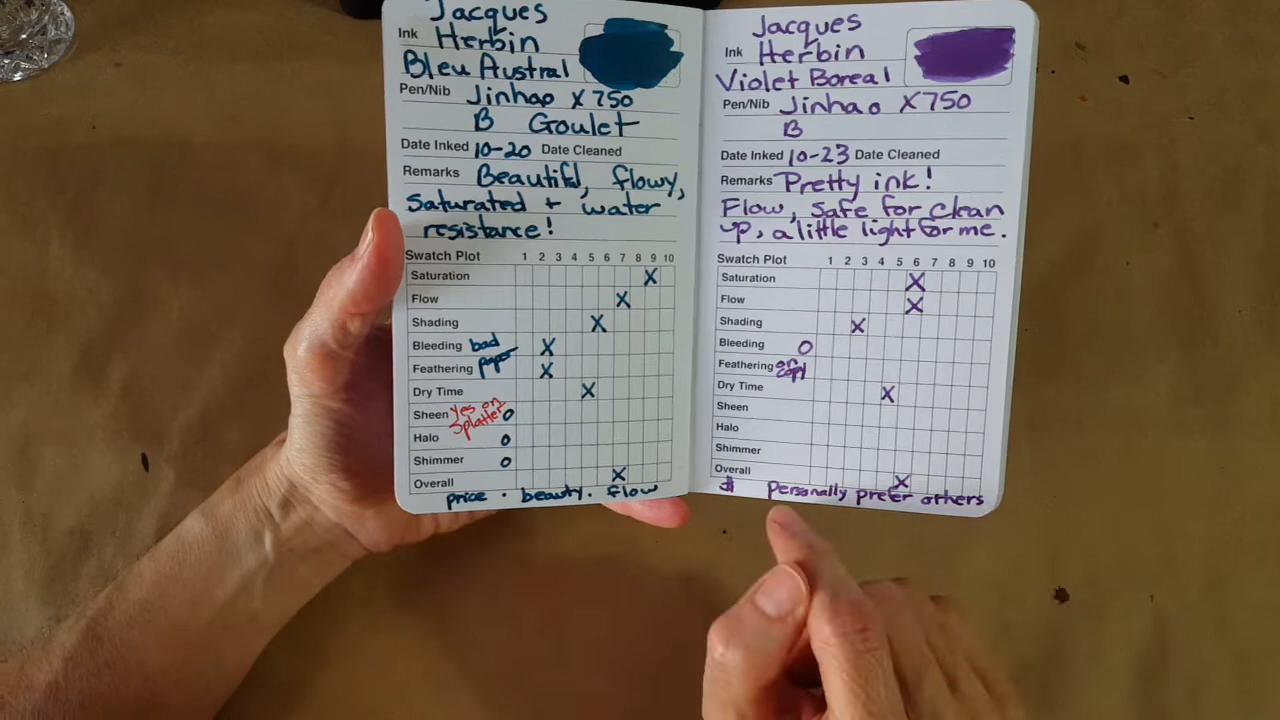 Jacques
Ink Herbin
Bleu Austral
Pen/Nib Jinhao X750
B Goulet
Date Inked 10-20 Date Cleaned
Remarks Beautiful, flowy,
saturated + water
resistance!
Swatch Plot 1 2 3 4 5 6 7 8 9 10
Saturation X
Flow X
Shading X
Bleeding bad X
Feathering paper X
Dry Time X
Sheen Yes on splatter O
Halo O
Shimmer O
Overall X
price · beauty · flow
Jacques
Ink Herbin
Violet Boreal
Pen/Nib Jinhao X750
B
Date Inked 10-23 Date Cleaned
Remarks Pretty ink!
Flow, safe for clean
up, a little light for me.
Swatch Plot 1 2 3 4 5 6 7 8 9 10
Saturation X
Flow X
Shading X
Bleeding O
Feathering on copy
Dry Time X
Sheen
Halo
Shimmer
Overall X
$ Personally prefer others